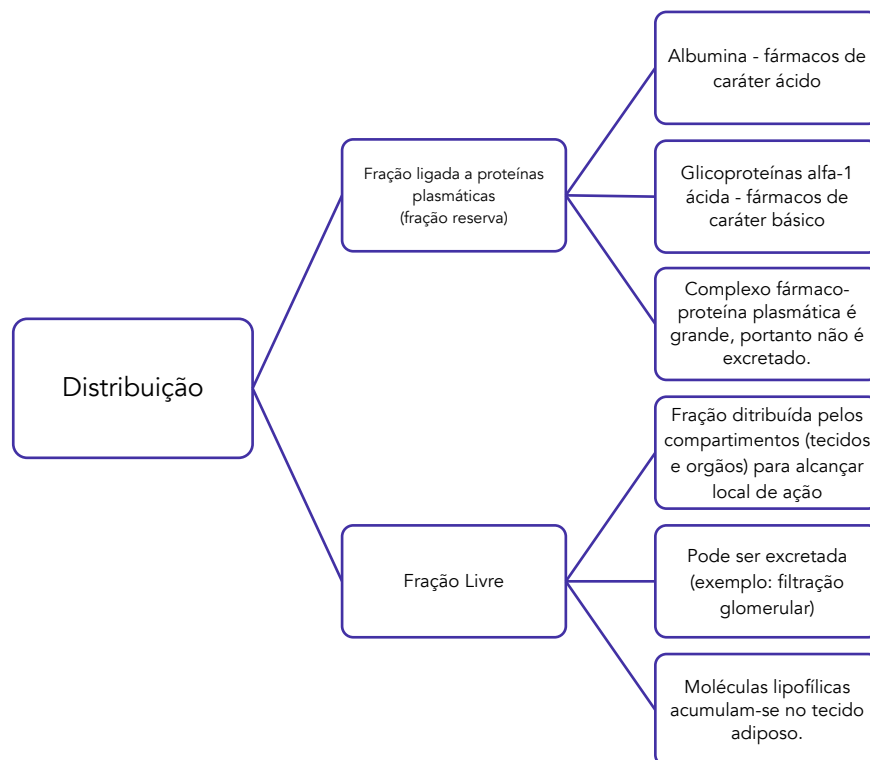 Distribuição
Fração ligada a proteínas
plasmáticas
(fração reserva)
Albumina - fármacos de
caráter ácido
Glicoproteínas alfa-1
ácida - fármacos de
caráter básico
Complexo fármaco-
proteína plasmática é
grande, portanto não é
excretado.
Fração Livre
Fração ditribuída pelos
compartimentos (tecidos
e orgãos) para alcançar
local de ação
Pode ser excretada
(exemplo: filtração
glomerular)
Moléculas lipofílicas
acumulam-se no tecido
adiposo.